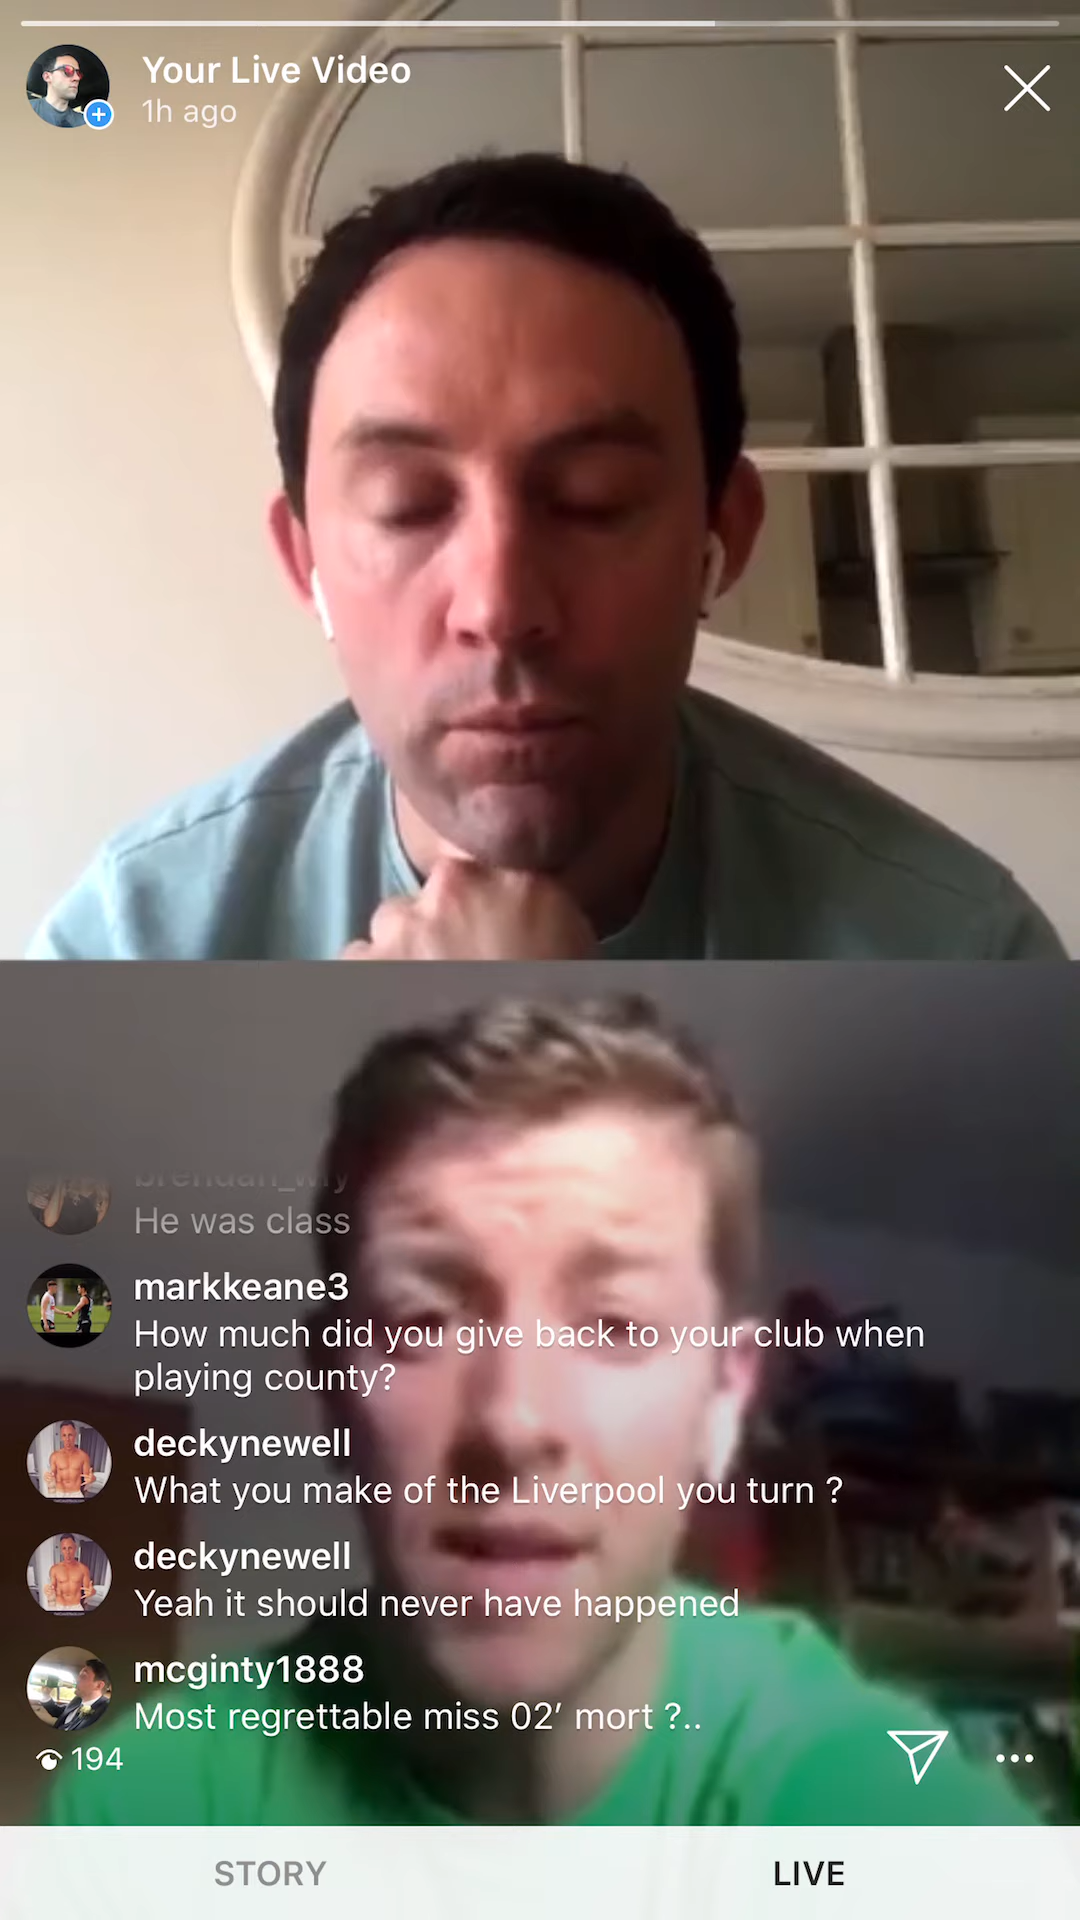 Your Live Video
1h ago
He was class
markkeane3
How much did you give back to your club when
playing county?
deckynewell
What you make of the Liverpool you turn ?
deckynewell
Yeah it should never have happened
mcginty1888
Most regrettable miss 02’ mort ?..
194
STORY
LIVE